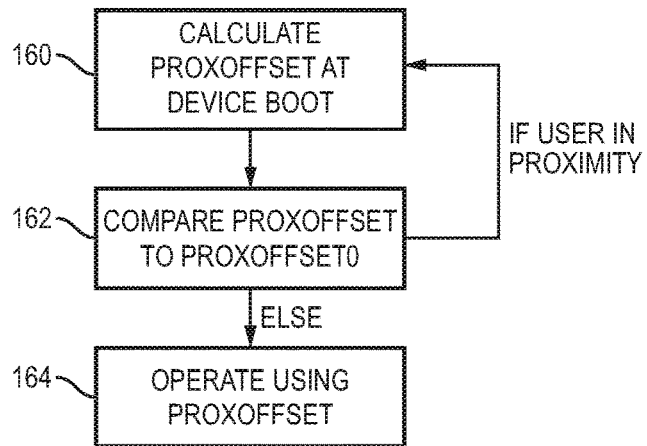 160
CALCULATE
PROXOFFSET AT
DEVICE BOOT
IF USER IN
PROXIMITY
162
COMPARE PROXOFFSET
TO PROXOFFSET0
ELSE
164
OPERATE USING
PROXOFFSET